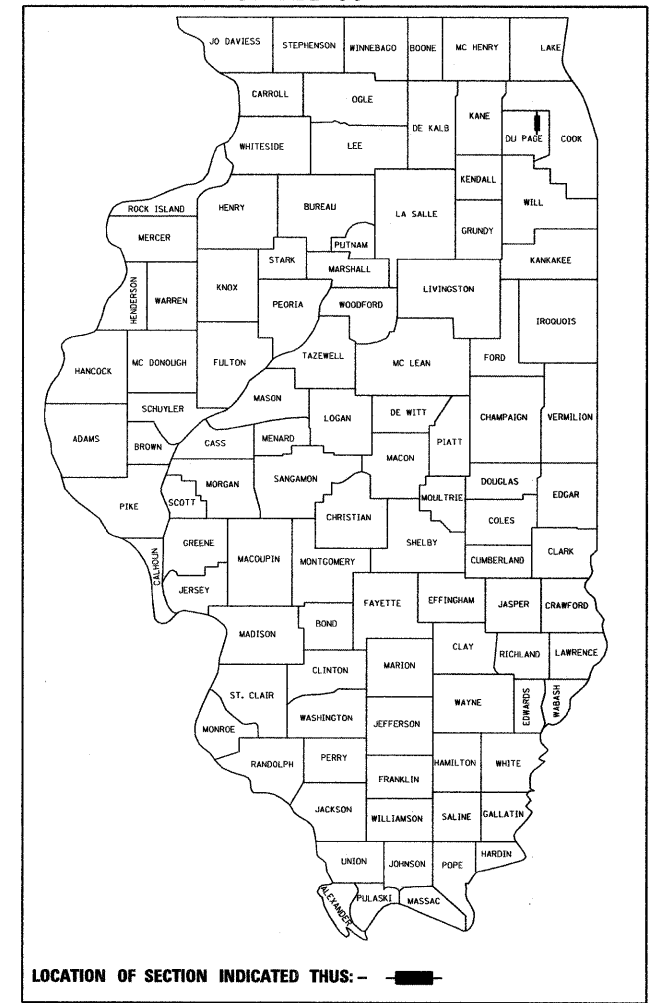 JO DAVIESS STEPHENSON WINNEBAGO BOONE MC HENRY LAKE
CARROLL OGLE DE KALB KANE DU PAGE COOK
WHITESIDE LEE
KENDALL
ROCK ISLAND HENRY BUREAU LA SALLE GRUNDY WILL
MERCER PUTNAM
STARK MARSHALL KANKAKEE
HENDERSON WARREN KNOX PEORIA WOODFORD LIVINGSTON IROQUOIS
HANCOCK MC DONOUGH FULTON TAZEWELL MC LEAN FORD
MASON
SCHUYLER LOGAN DE WITT CHAMPAIGN VERMILION
ADAMS BROWN CASS MENARD MACON PIATT
PIKE SCOTT MORGAN SANGAMON CHRISTIAN MOULTRIE DOUGLAS EDGAR
COLES
GREENE MACOUPIN MONTGOMERY SHELBY CUMBERLAND CLARK
CALHOUN JERSEY FAYETTE EFFINGHAM JASPER CRAWFORD
MADISON BOND
CLINTON MARION CLAY RICHLAND LAWRENCE
ST. CLAIR WASHINGTON JEFFERSON WAYNE EDWARDS WABASH
MONROE
RANDOLPH PERRY FRANKLIN HAMILTON WHITE
JACKSON WILLIAMSON SALINE GALLATIN
UNION JOHNSON POPE HARDIN
ALEXANDER PULASKI MASSAC
LOCATION OF SECTION INDICATED THUS: -